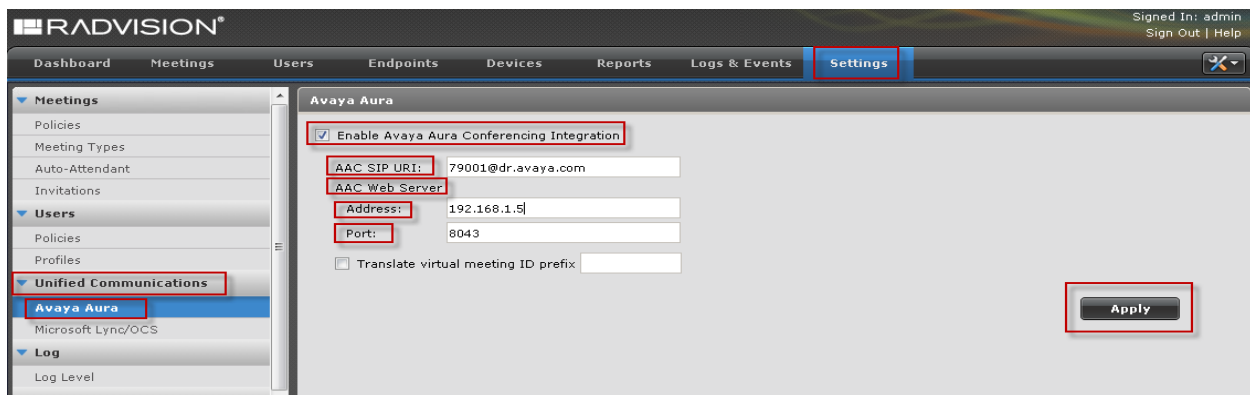 RADVISION®
Signed In: admin
Sign Out | Help
Dashboard Meetings Users Endpoints Devices Reports Logs & Events Settings
Meetings
Policies
Meeting Types
Auto-Attendant
Invitations
Users
Policies
Profiles
Unified Communications
Avaya Aura
Microsoft Lync/OCS
Log
Log Level
Avaya Aura
Enable Avaya Aura Conferencing Integration
AAC SIP URI: 79001@dr.avaya.com
AAC Web Server
Address: 192.168.1.5
Port: 8043
Translate virtual meeting ID prefix
Apply